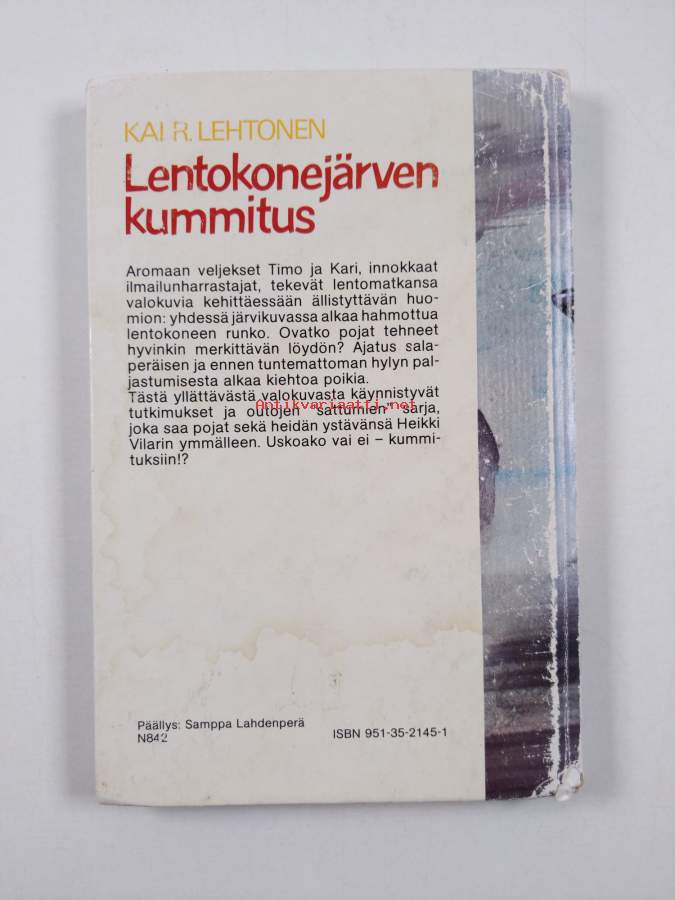 KAI R. LEHTONEN
Lentokonejärven
kummitus
Aromaan veljekset Timo ja Kari, innokkaat
ilmailunharrastajat, tekevät lentomatkansa
valokuvia kehittäessään ällistyttävän huo-
mion: yhdessä järvikuvassa alkaa hahmottua
lentokoneen runko. Ovatko pojat tehneet
hyvinkin merkittävän löydön? Ajatus sala-
peräisen ja ennen tuntemattoman hylyn pal-
jastumisesta alkaa kiehtoa poikia.
Tästä yllättävästä valokuvasta käynnistyvät
Antikvariaatti.net
tutkimukset ja outojen "sattumien" sarja,
joka saa pojat sekä heidän ystävänsä Heikki
Vilarin ymmälleen. Uskoako vai ei – kummi-
tuksiin!?
Päällys: Samppa Lahdenperä
N842
ISBN 951-35-2145-1